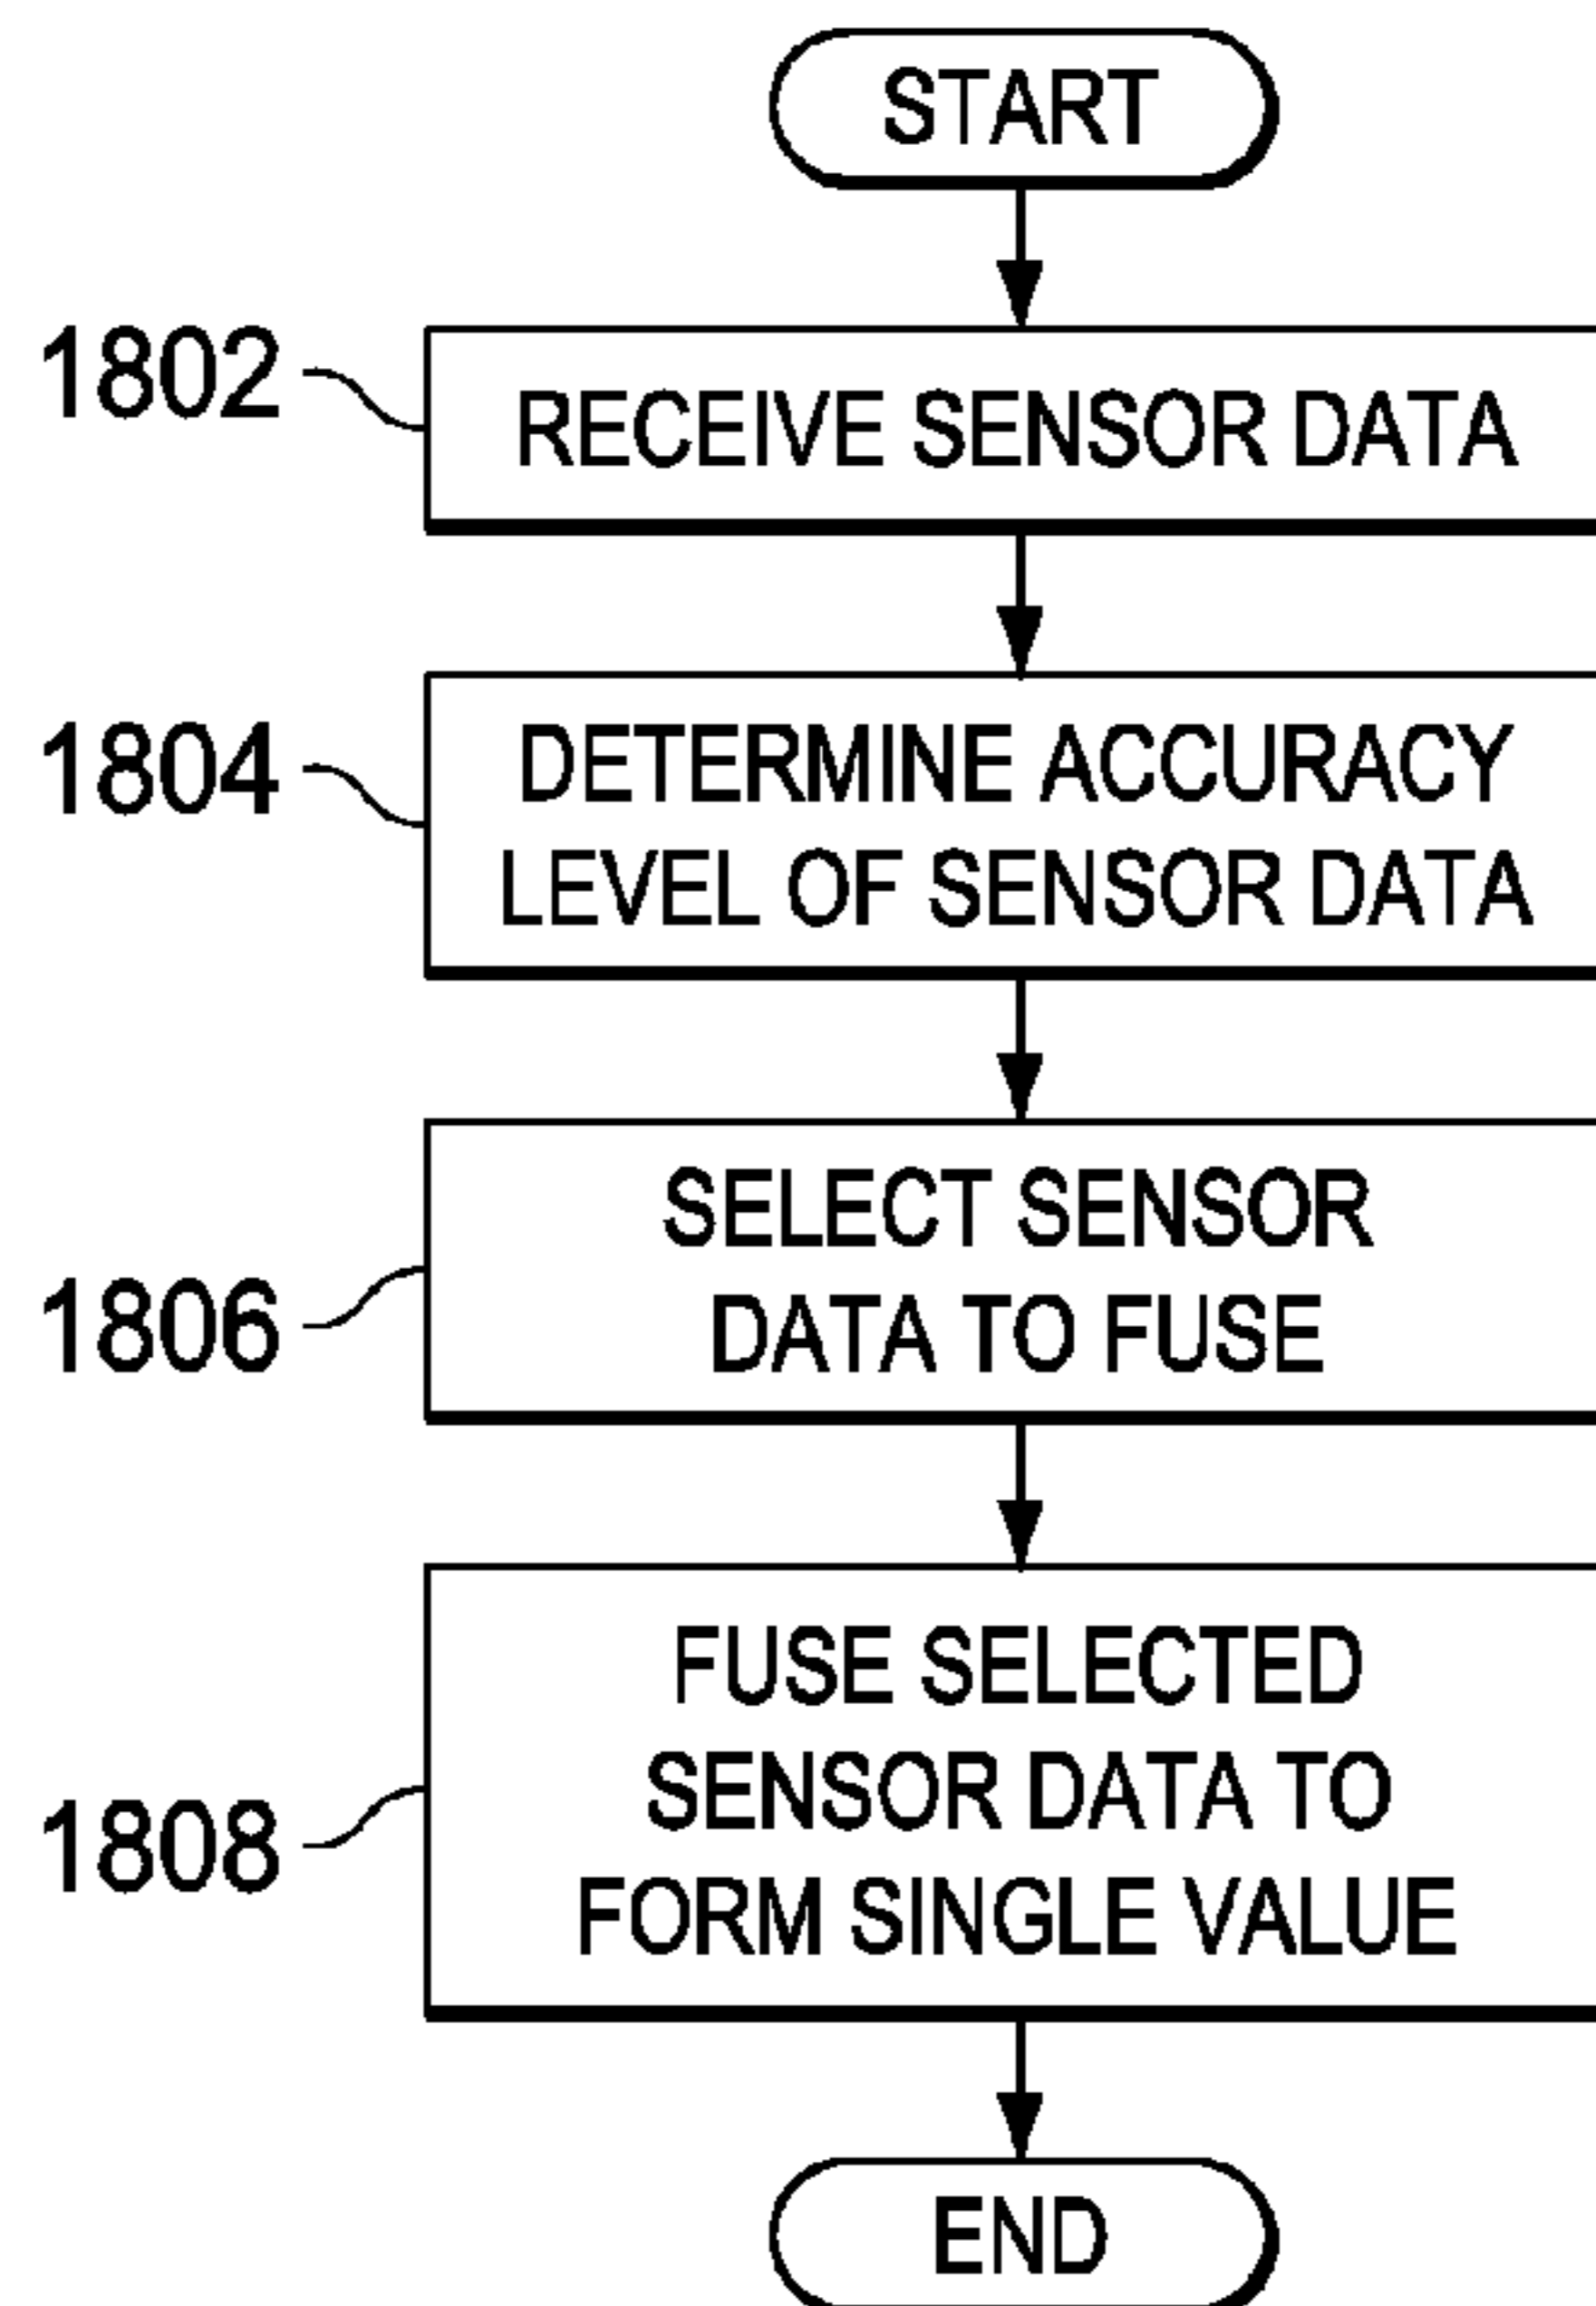 START
1802
RECEIVE SENSOR DATA
1804
DETERMINE ACCURACY
LEVEL OF SENSOR DATA
1806
SELECT SENSOR
DATA TO FUSE
1808
FUSE SELECTED
SENSOR DATA TO
FORM SINGLE VALUE
END